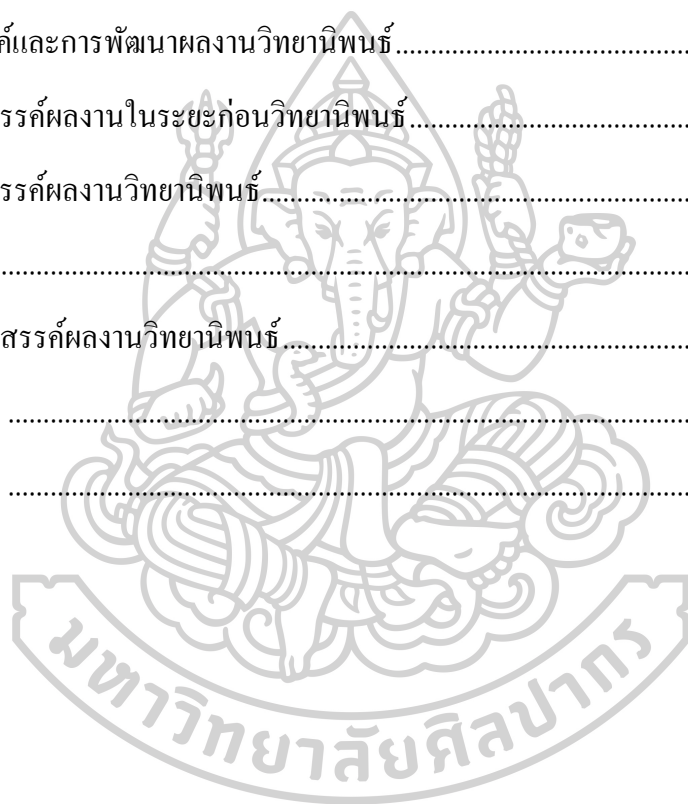 ค์และการพัฒนาผลงานวิทยานิพนธ์............................................
รรค์ผลงานในระยะก่อนวิทยานิพนธ์..........................................
รรค์ผลงานวิทยานิพนธ์................................................................
....................................................................................................
สรรค์ผลงานวิทยานิพนธ์.............................................................
....................................................................................................
....................................................................................................
มหาวิทยาลัยศิลปากร